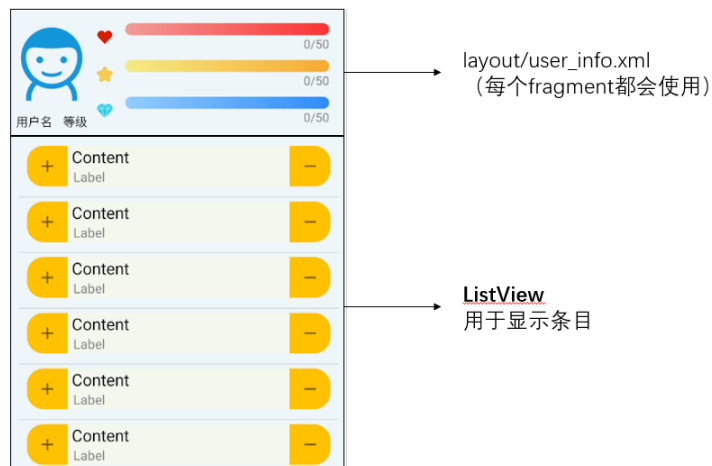 0/50
0/50
0/50
用户名 等级
+ Content −
Label
+ Content −
Label
+ Content −
Label
+ Content −
Label
+ Content −
Label
+ Content −
Label
layout/user_info.xml
（每个fragment都会使用）
ListView
用于显示条目